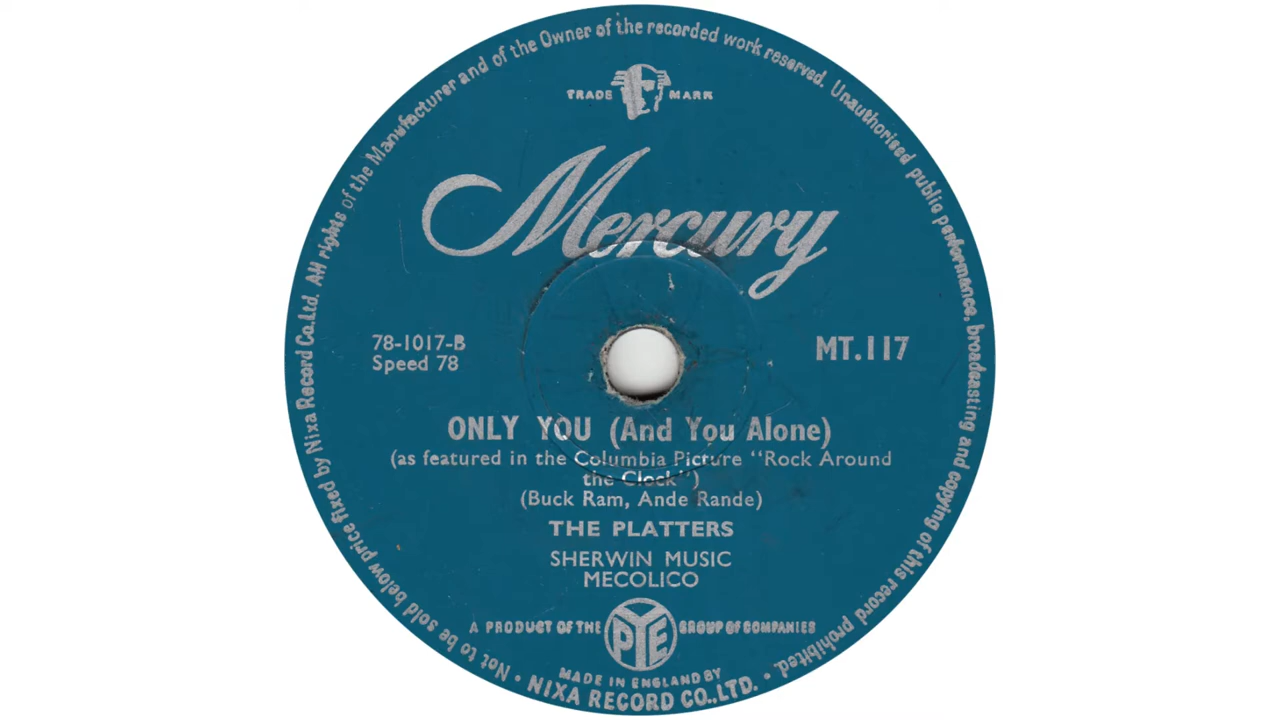 TRADE MARK
Mercury
78-1017-B
Speed 78
MT.117
ONLY YOU (And You Alone)
(as featured in the Columbia Picture "Rock Around
the Clock")
(Buck Ram, Ande Rande)
THE PLATTERS
SHERWIN MUSIC
MECOLICO
A PRODUCT OF THE PYE GROUP OF COMPANIES
MADE IN ENGLAND BY
• NIXA RECORD CO., LTD. •
Not to be sold below price fixed by Nixa Record Co. Ltd. All rights of the Manufacturer and of the Owner of the recorded work reserved. Unauthorised public performance, broadcasting and copying of this record prohibited.